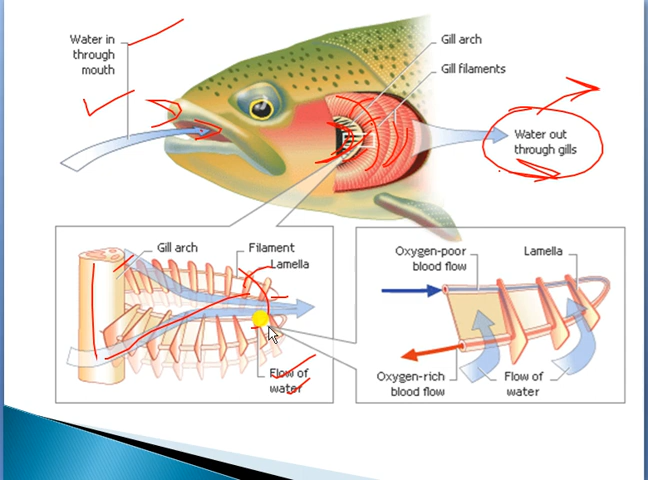 Water in
through
mouth
Gill arch
Gill filaments
Water out
through gills
Gill arch
Filament
Lamella
Flow of
water
Oxygen-poor
blood flow
Lamella
Oxygen-rich
blood flow
Flow of
water